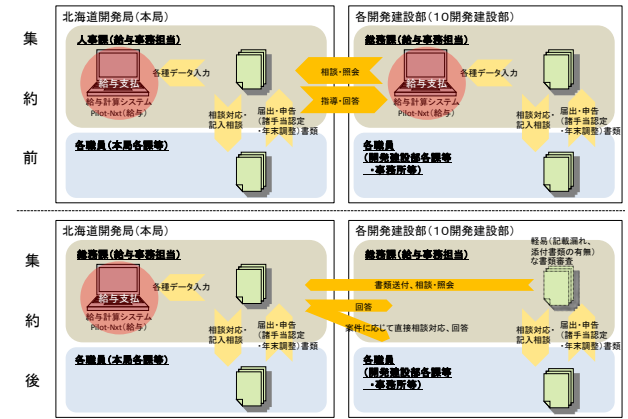 集
約
前
北海道開発局(本局)
人事課(給与事務担当)
給与支払
給与計算システム
Pilot-Nxt(給与)
各種データ入力
相談対応・
記入相談
届出・申告
(諸手当認定
・年末調整)書類
各職員(本局各課等)
相談・照会
指導・回答
各開発建設部(10開発建設部)
総務課(給与事務担当)
給与支払
給与計算システム
Pilot-Nxt(給与)
各種データ入力
相談対応・
記入相談
届出・申告
(諸手当認定
・年末調整)書類
各職員
(開発建設部各課等
・事務所等)
集
約
後
北海道開発局(本局)
総務課(給与事務担当)
給与支払
給与計算システム
Pilot-Nxt(給与)
各種データ入力
相談対応・
記入相談
届出・申告
(諸手当認定
・年末調整)書類
各職員(本局各課等)
書類送付、相談・照会
回答
案件に応じて直接相談対応、回答
各開発建設部(10開発建設部)
総務課(給与事務担当)
軽易(記載漏れ、
添付書類の有無)
な書類審査
相談対応・
記入相談
届出・申告
(諸手当認定
・年末調整)書類
各職員
(開発建設部各課等
・事務所等)